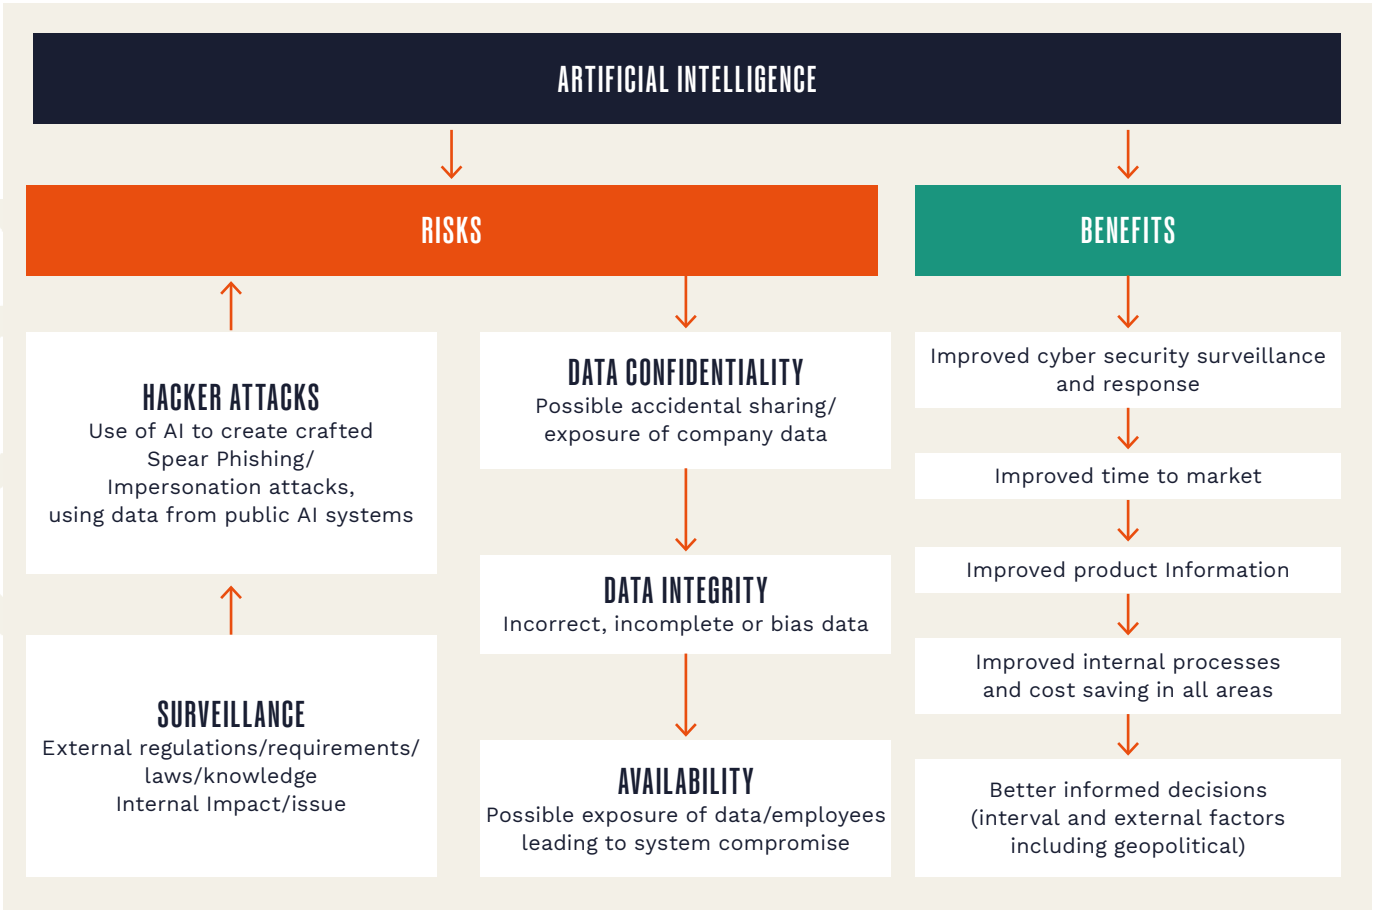 ARTIFICIAL INTELLIGENCE
RISKS
HACKER ATTACKS
Use of AI to create crafted
Spear Phishing/
Impersonation attacks,
using data from public AI systems
SURVEILLANCE
External regulations/requirements/
laws/knowledge
Internal Impact/issue
DATA CONFIDENTIALITY
Possible accidental sharing/
exposure of company data
DATA INTEGRITY
Incorrect, incomplete or bias data
AVAILABILITY
Possible exposure of data/employees
leading to system compromise
BENEFITS
Improved cyber security surveillance
and response
Improved time to market
Improved product Information
Improved internal processes
and cost saving in all areas
Better informed decisions
(interval and external factors
including geopolitical)